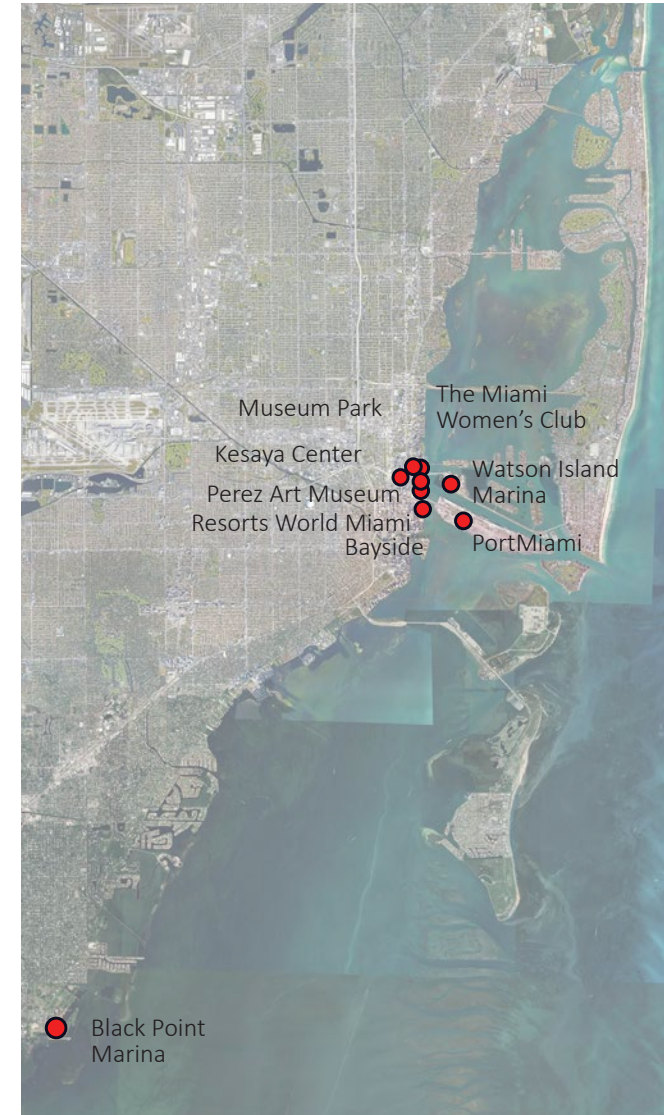 The Miami
Women's Club
Museum Park
Kesaya Center
Watson Island
Marina
Perez Art Museum
Resorts World Miami
Bayside
PortMiami
Black Point
Marina